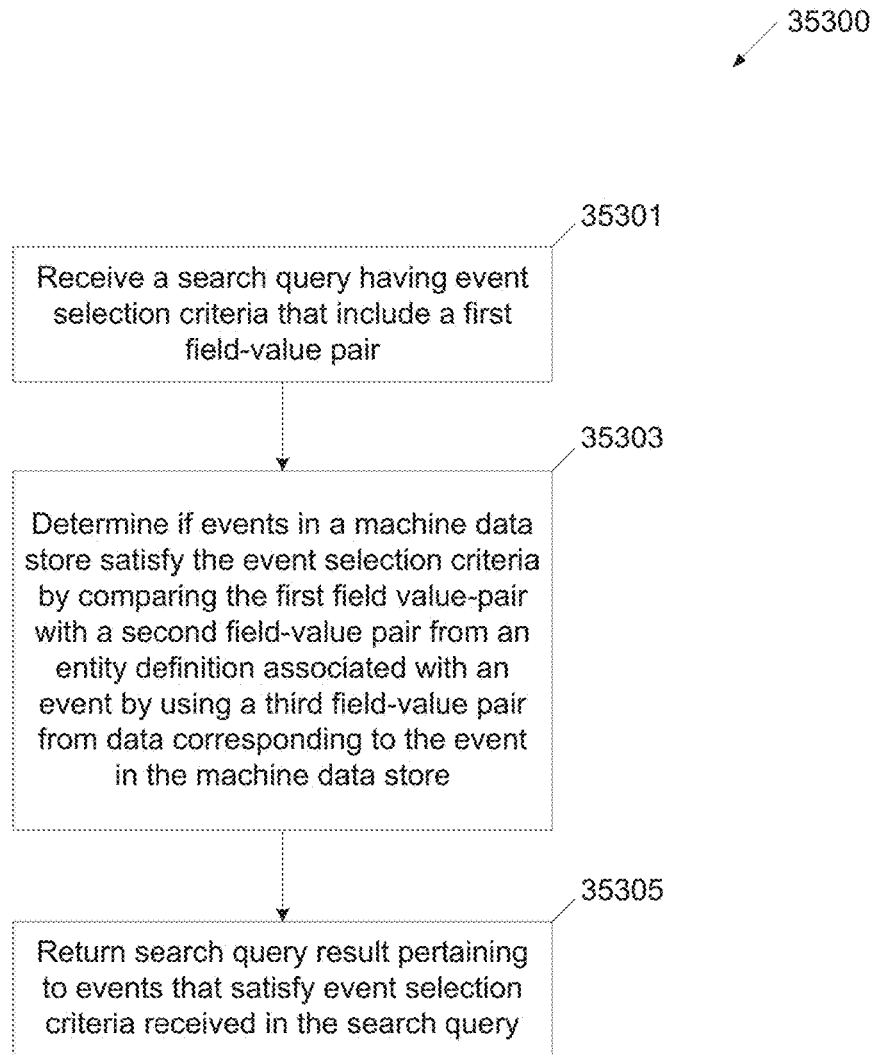 35300
35301
Receive a search query having event
selection criteria that include a first
field-value pair
35303
Determine if events in a machine data
store satisfy the event selection criteria
by comparing the first field value-pair
with a second field-value pair from an
entity definition associated with an
event by using a third field-value pair
from data corresponding to the event
in the machine data store
35305
Return search query result pertaining
to events that satisfy event selection
criteria received in the search query